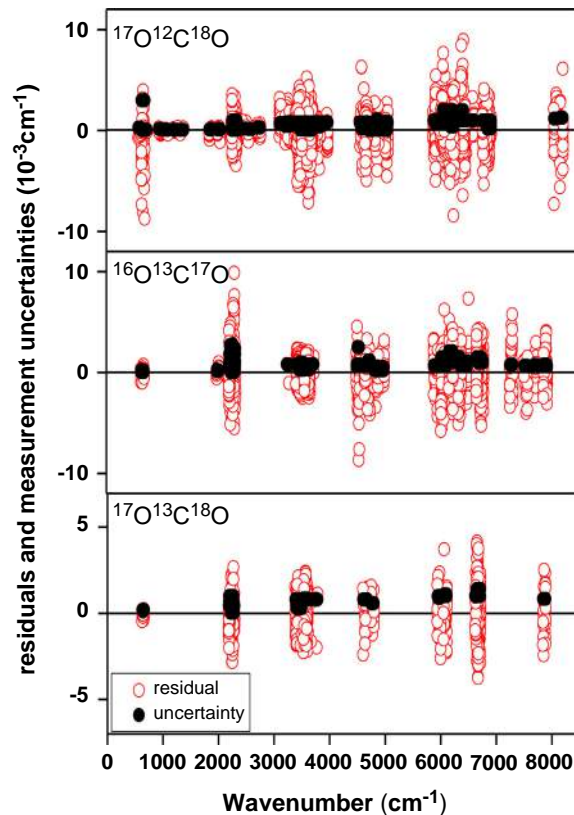 residuals and measurement uncertainties (10⁻³cm⁻¹)
10
¹⁷O¹²C¹⁸O
0
-10
10
¹⁶O¹³C¹⁷O
0
-10
5
¹⁷O¹³C¹⁸O
0
-5
residual
uncertainty
0 1000 2000 3000 4000 5000 6000 7000 8000
Wavenumber (cm⁻¹)